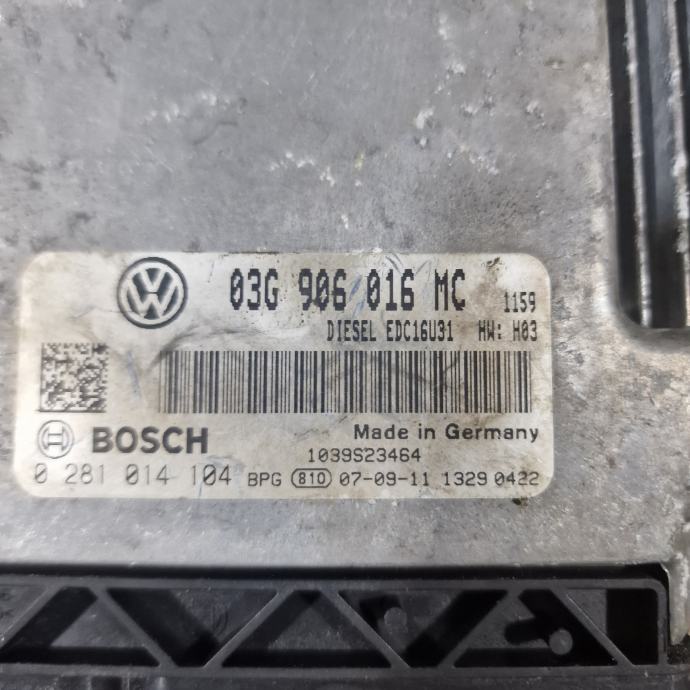 03G 906 016 MC 1159
DIESEL EDC16U31 HW: H03
BOSCH Made in Germany
1039S23464
0 281 014 104 BPG 810 07-09-11 1329 0422